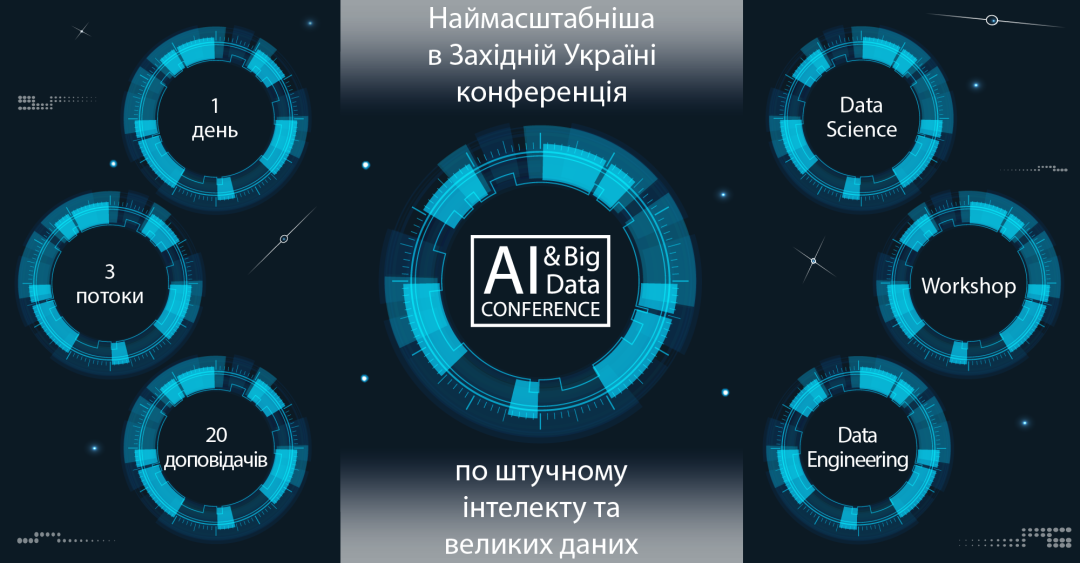 Наймасштабніша
в Західній Україні
конференція
1
день
3
потоки
20
доповідачів
AI & Big
Data
CONFERENCE
Data
Science
Workshop
Data
Engineering
по штучному
інтелекту та
великих даних